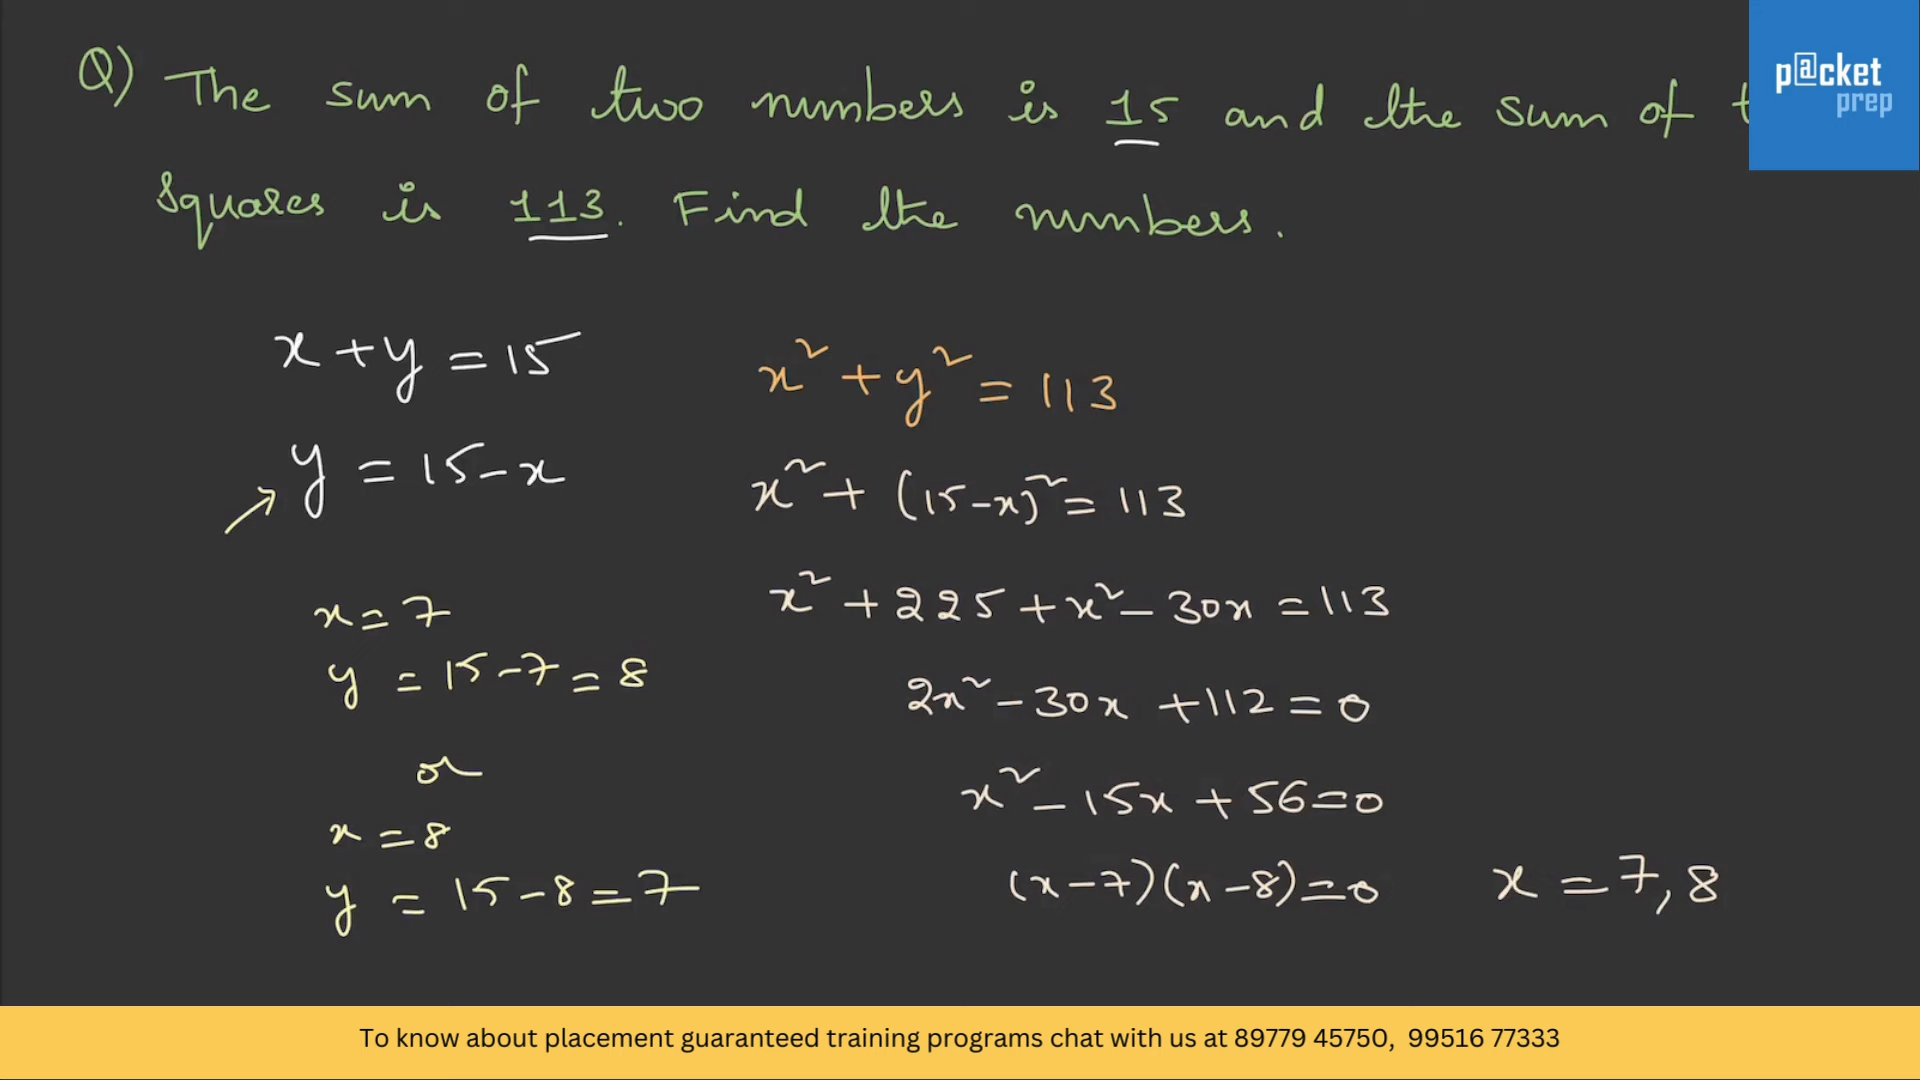 Q) The sum of two numbers is 15 and the sum of
squares is 113. Find the numbers.
p@cket
prep
x + y = 15
y = 15 - x
x = 7
y = 15 - 7 = 8
or
x = 8
y = 15 - 8 = 7
x² + y² = 113
x² + (15 - x)² = 113
x² + 225 + x² - 30x = 113
2x² - 30x + 112 = 0
x² - 15x + 56 = 0
(x - 7)(x - 8) = 0 x = 7, 8
To know about placement guaranteed training programs chat with us at 89779 45750, 99516 77333